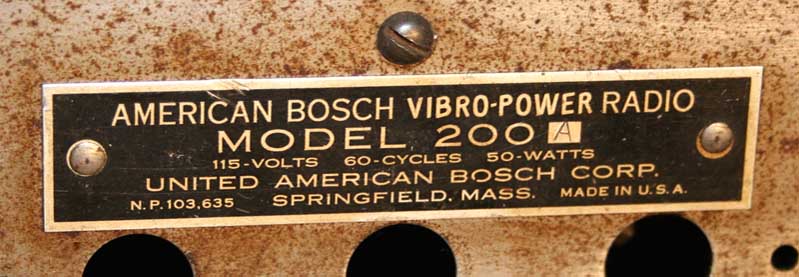 AMERICAN BOSCH VIBRO-POWER RADIO
MODEL 200 A
115-VOLTS 60-CYCLES 50-WATTS
UNITED AMERICAN BOSCH CORP.
N.P. 103,635 SPRINGFIELD, MASS. MADE IN U.S.A.